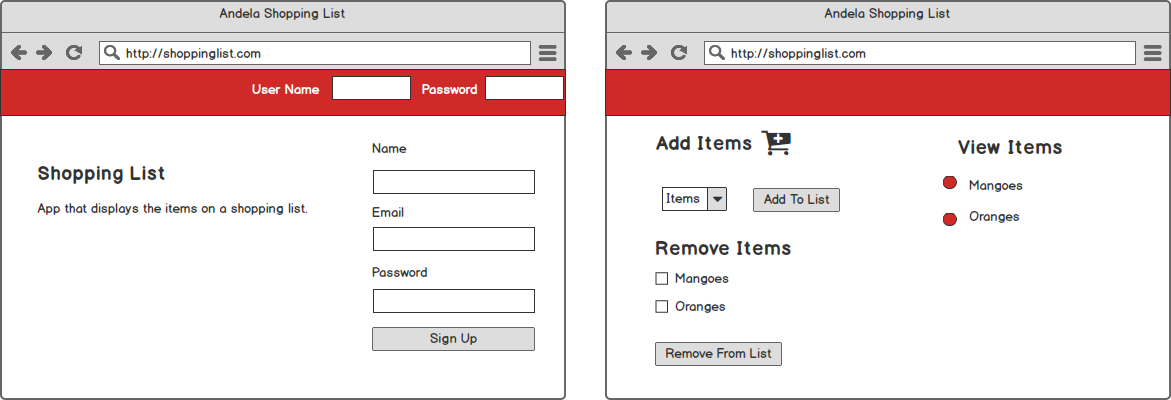 Andela Shopping List
http://shoppinglist.com
User Name Password
Name
Shopping List
App that displays the items on a shopping list.
Email
Password
Sign Up
Andela Shopping List
http://shoppinglist.com
Add Items
Items
Add To List
Remove Items
Mangoes
Oranges
Remove From List
View Items
Mangoes
Oranges